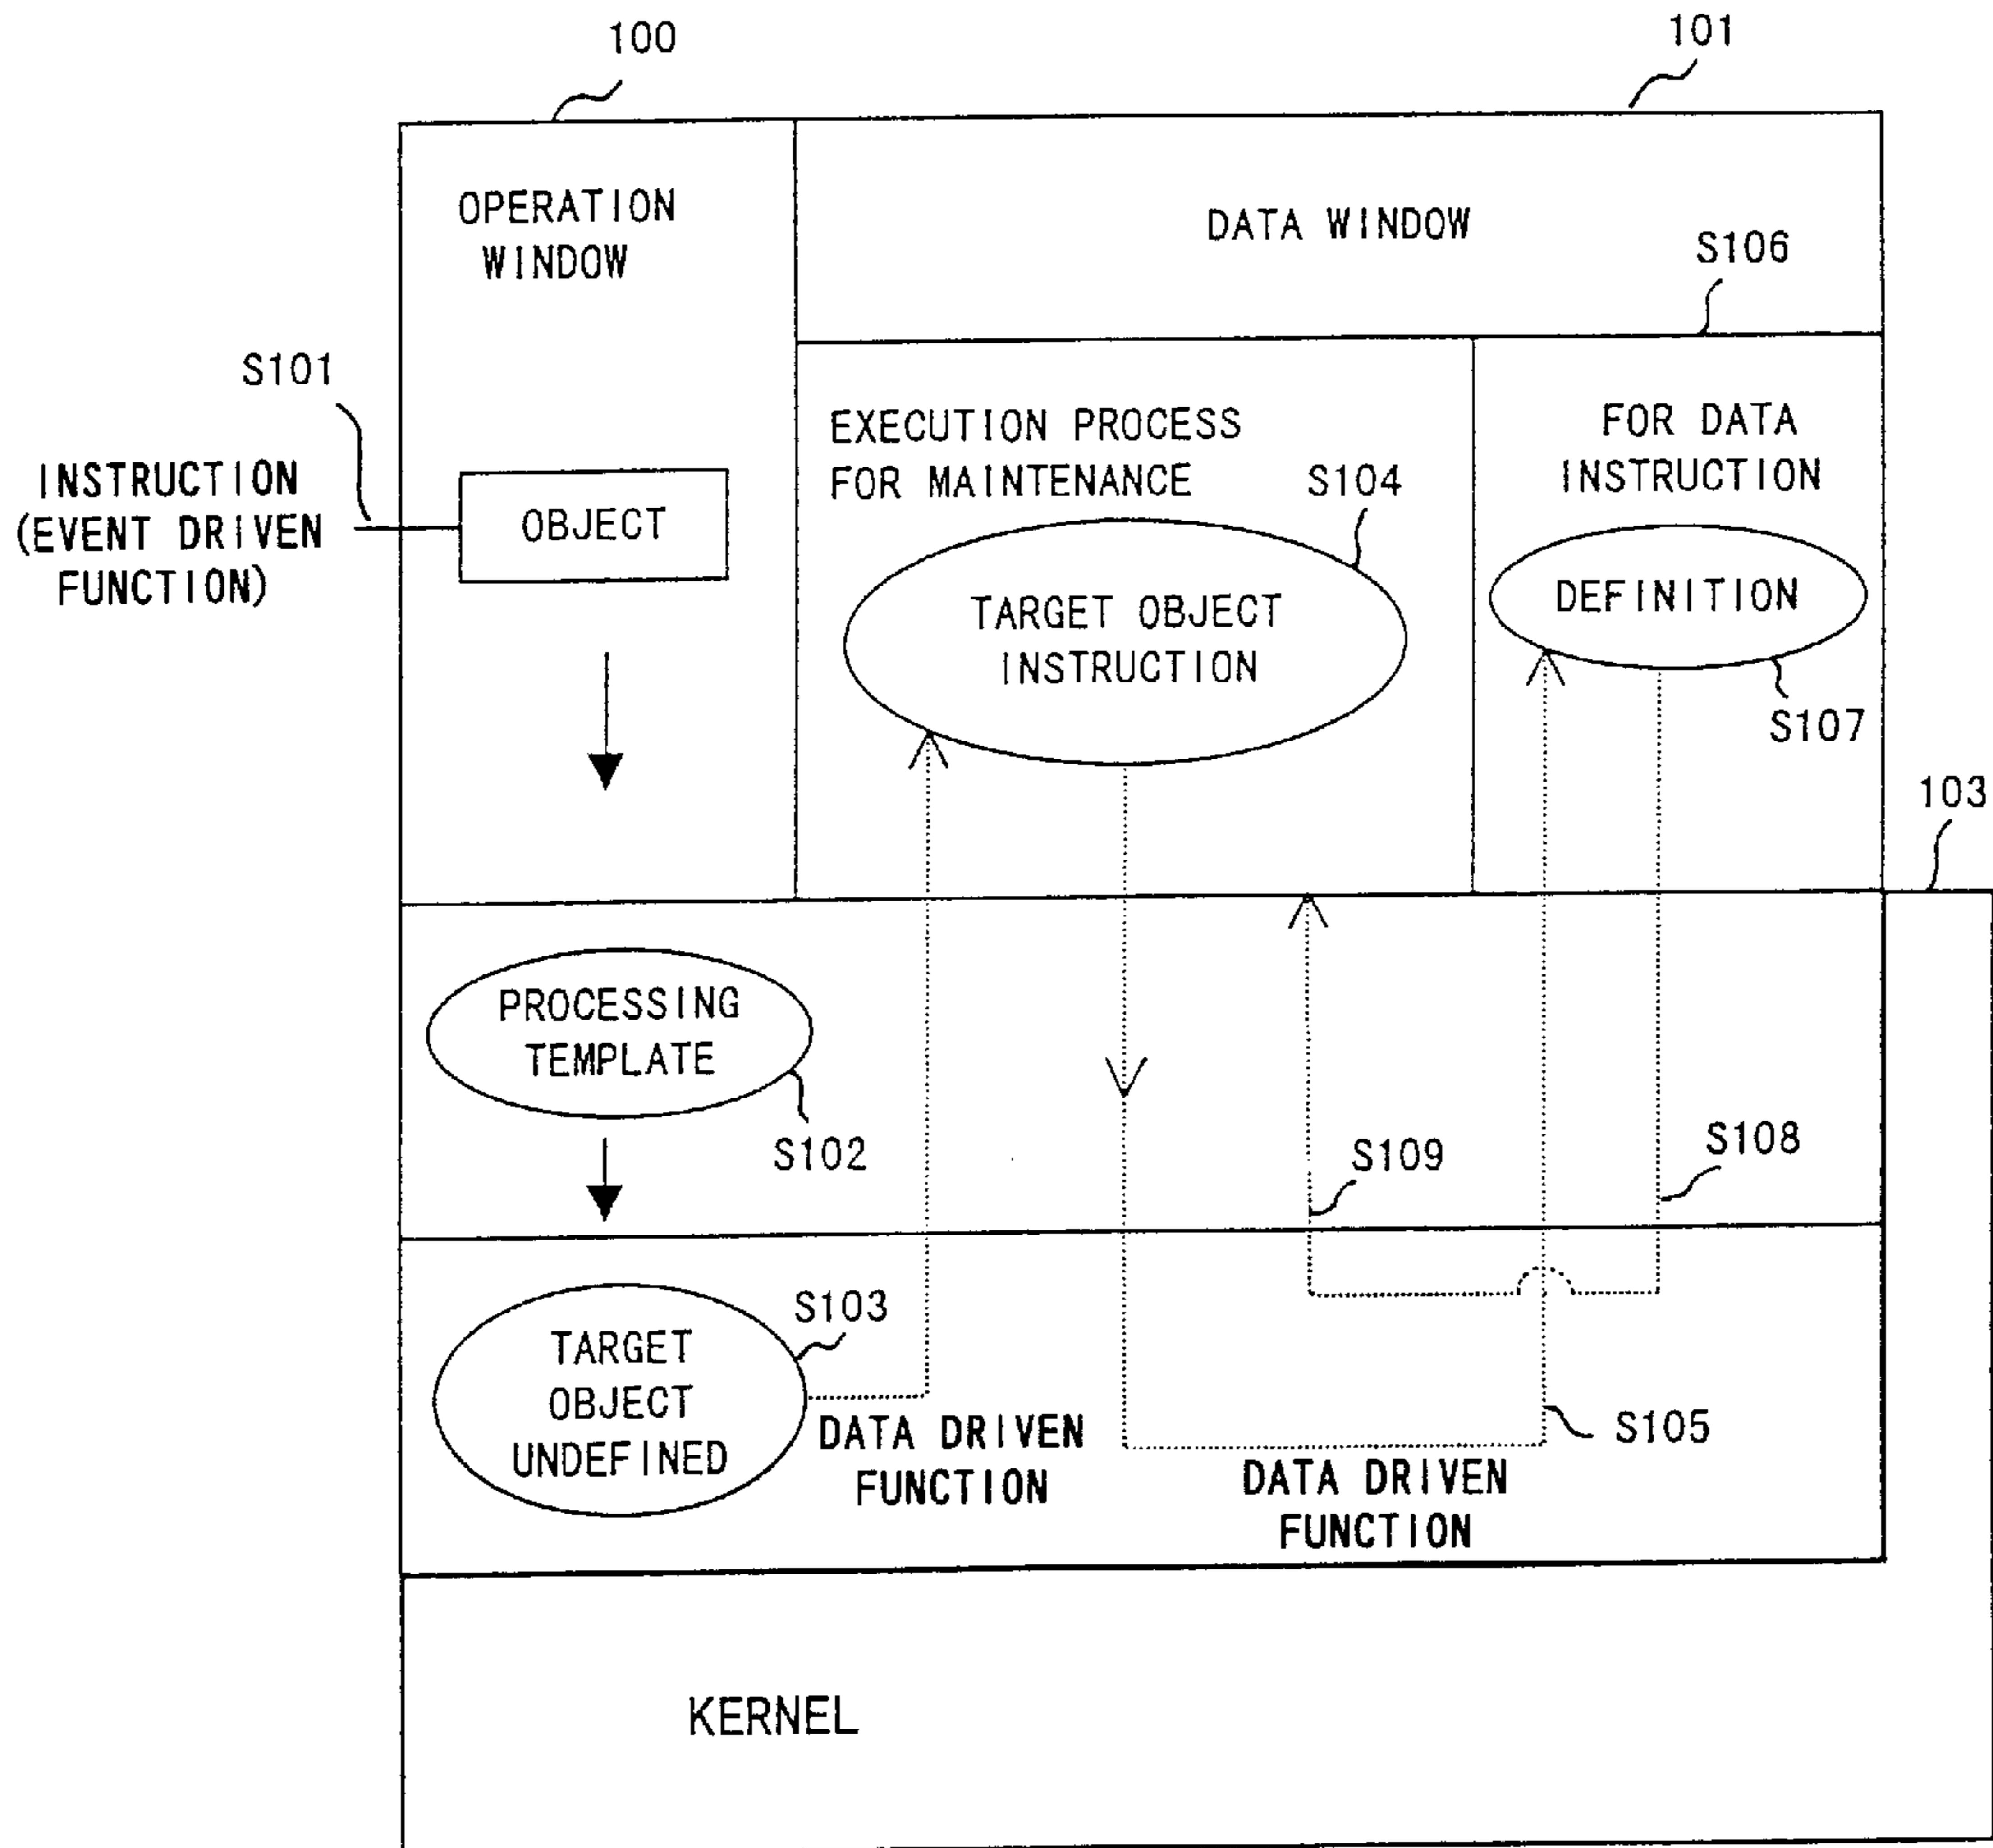 100
101
OPERATION
WINDOW
DATA WINDOW
S106
S101
INSTRUCTION
(EVENT DRIVEN
FUNCTION)
OBJECT
EXECUTION PROCESS
FOR MAINTENANCE
S104
TARGET OBJECT
INSTRUCTION
FOR DATA
INSTRUCTION
DEFINITION
S107
103
PROCESSING
TEMPLATE
S102
S109
S108
S103
TARGET
OBJECT
UNDEFINED
DATA DRIVEN
FUNCTION
S105
DATA DRIVEN
FUNCTION
KERNEL